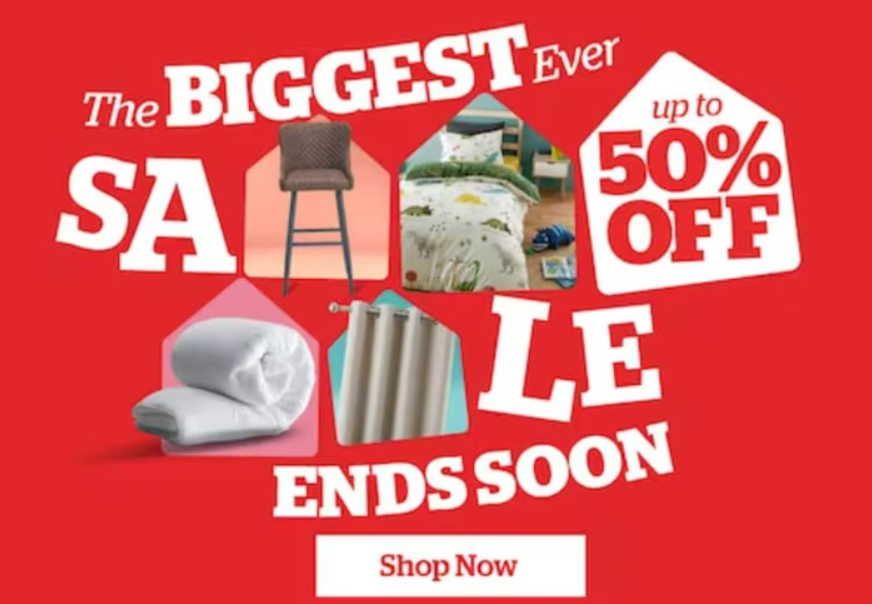 The BIGGEST Ever
SA
LE
up to
50%
OFF
ENDS SOON
Shop Now